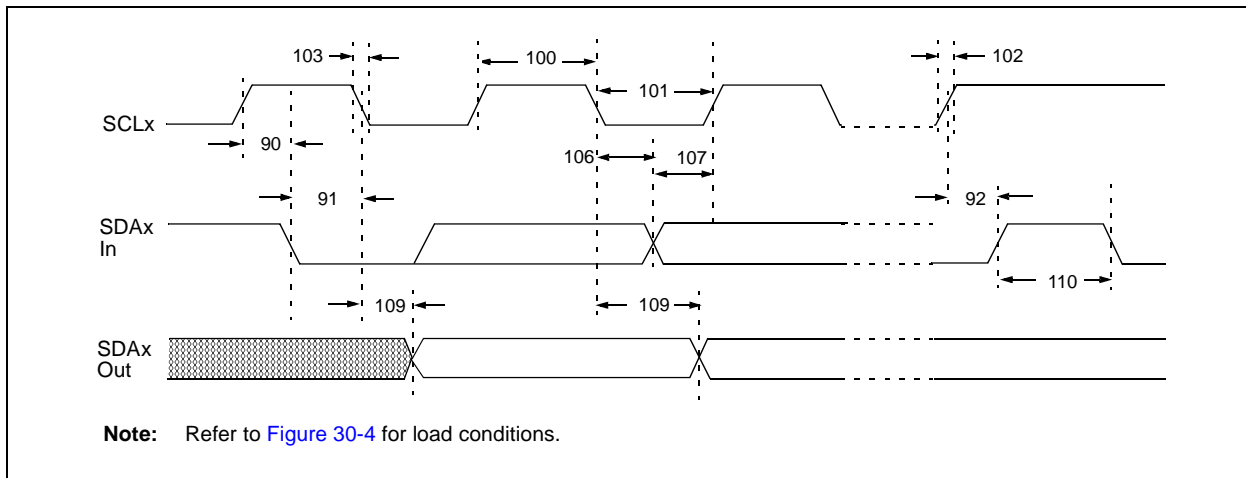 103
100
102
101
SCLx
90
106
107
91
92
SDAx
In
110
109
109
SDAx
Out
Note: Refer to Figure 30-4 for load conditions.